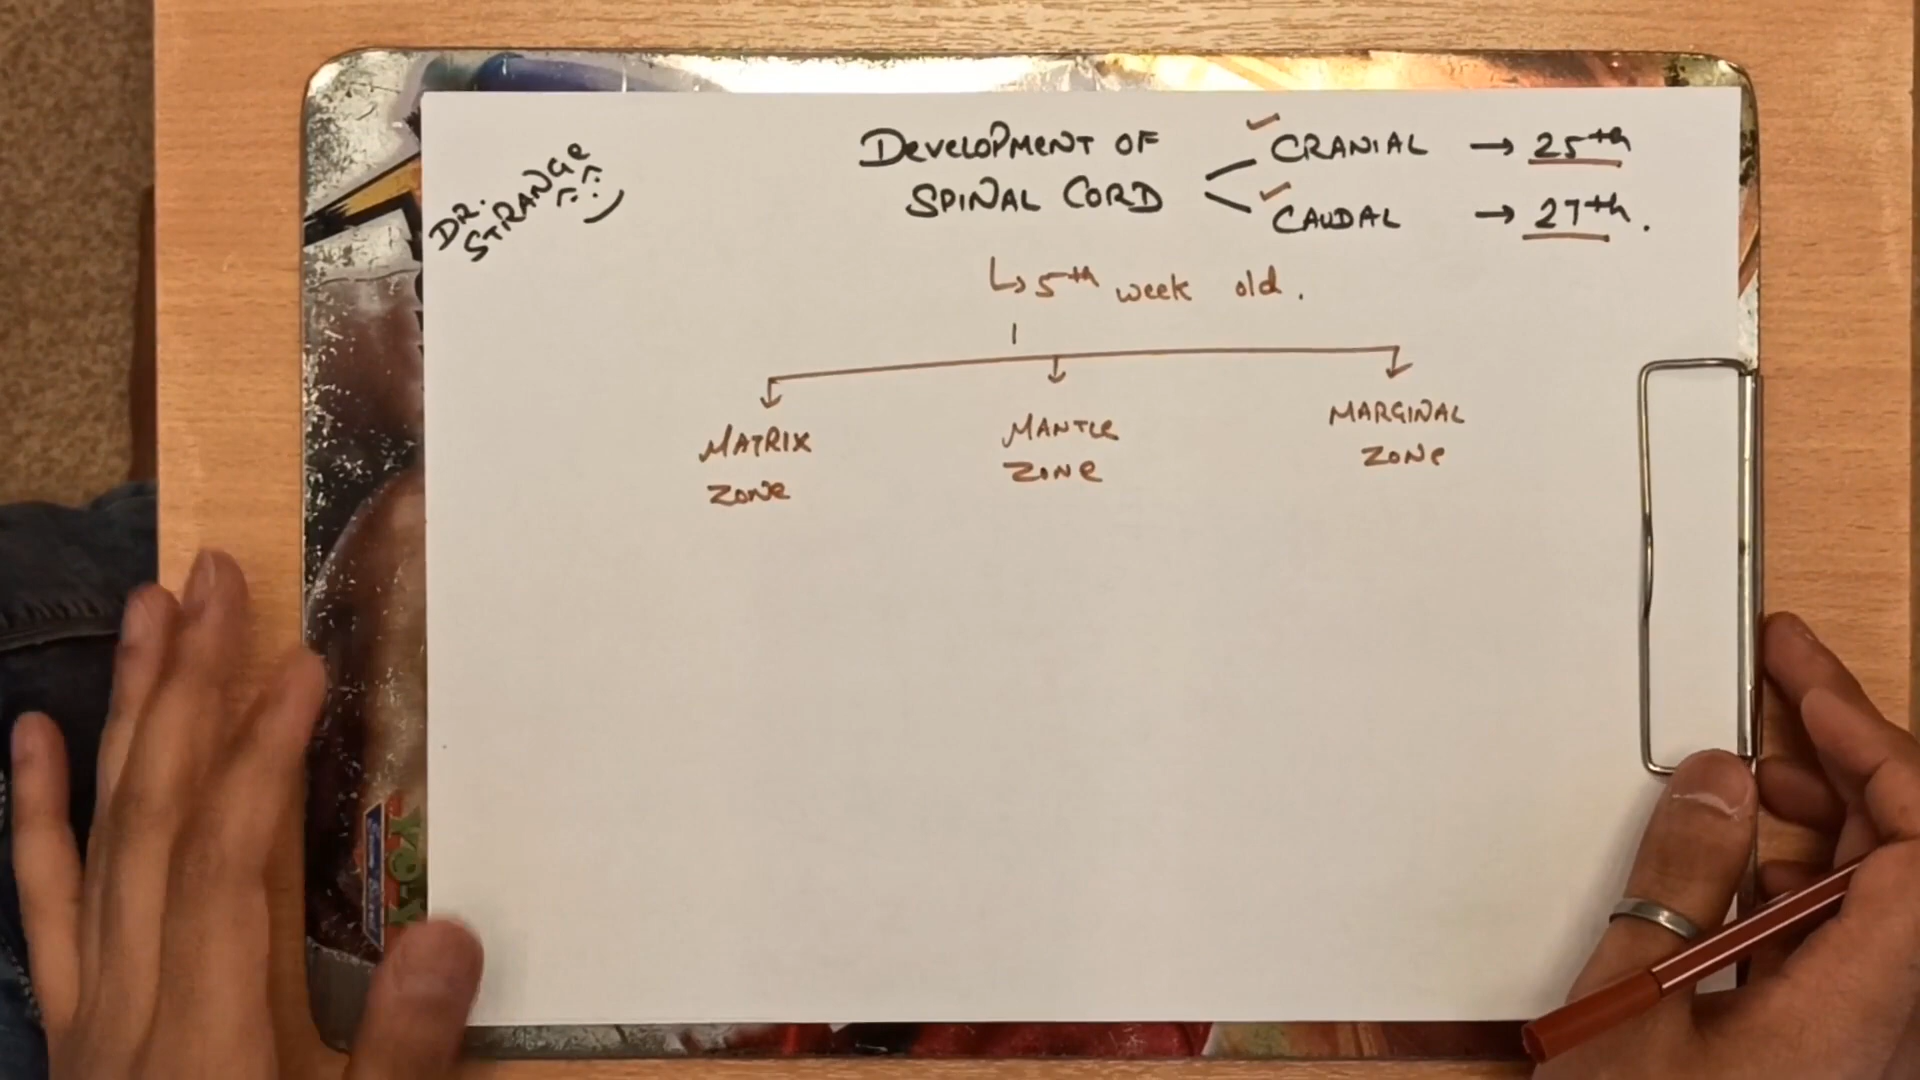 DR.
STRANGE
DEVELOPMENT OF
SPINAL CORD
CRANIAL → 25th
CAUDAL → 27th.
↳ 5th week old.
MATRIX
ZONE
MANTLE
ZONE
MARGINAL
ZONE